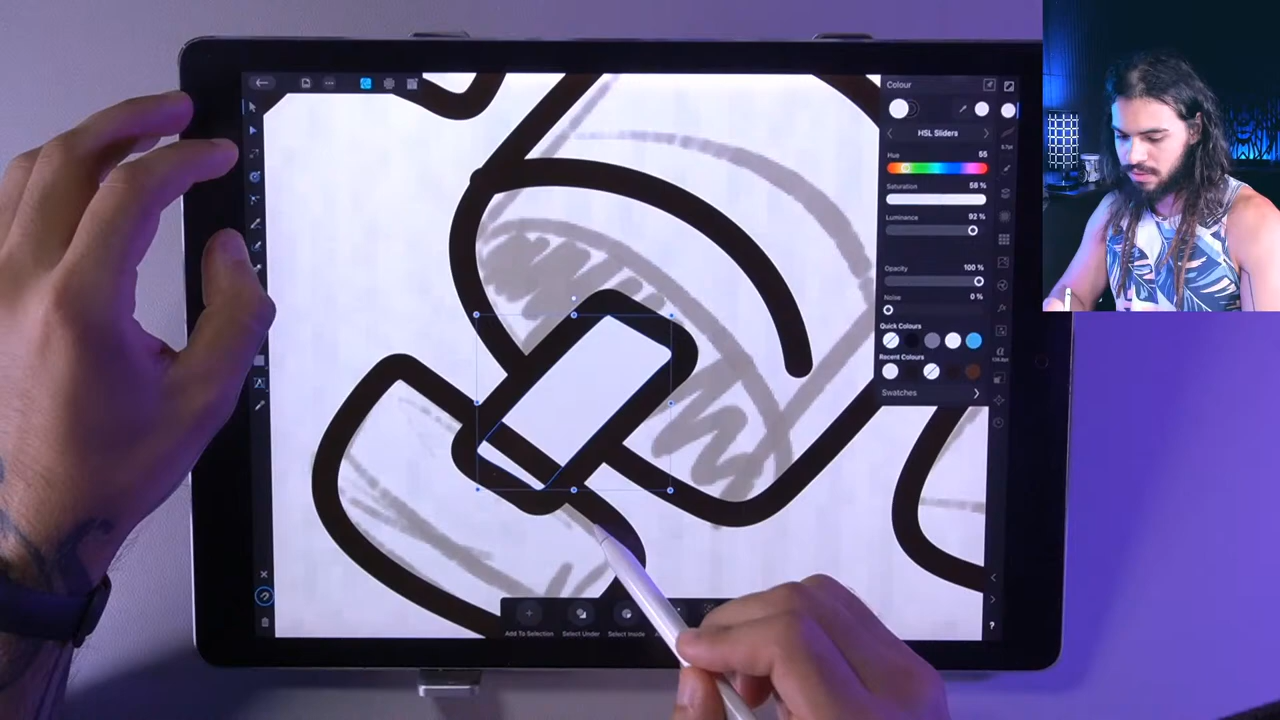 Colour
HSL Sliders
Hue 55
Saturation 58 %
Luminance 92 %
Opacity 100 %
Noise 0 %
Quick Colours
Recent Colours
Swatches
Add To Selection Select Under Select Inside